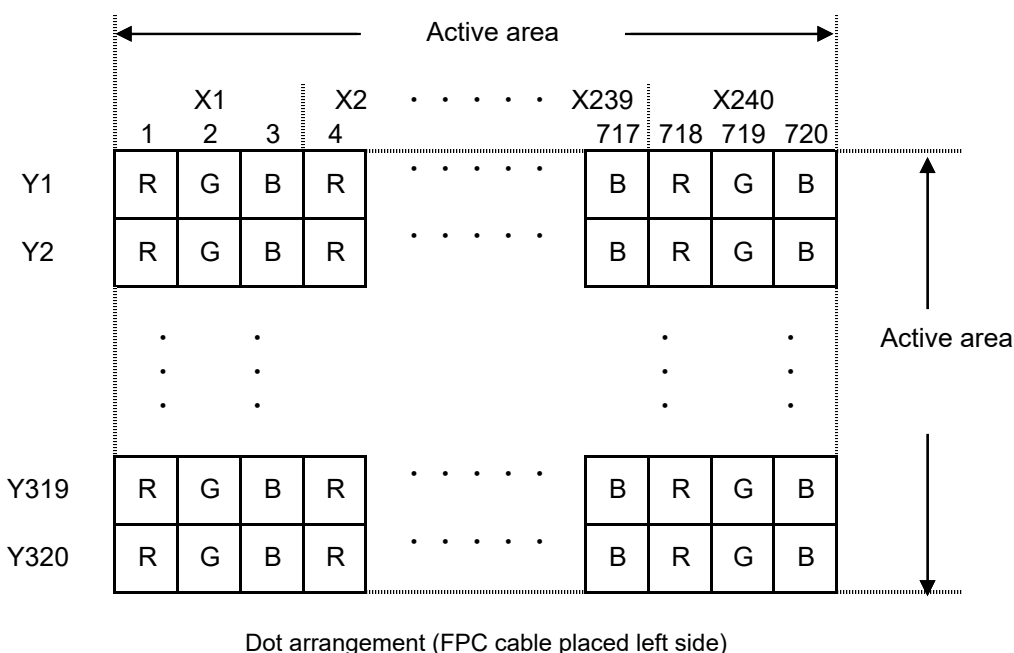 Active area
X1 X2 · · · · · X239 X240
1 2 3 4 717 718 719 720
Y1 R G B R · · · · · B R G B
Y2 R G B R · · · · · B R G B
· · · ·
· · · · Active area
· · · ·
Y319 R G B R · · · · · B R G B
Y320 R G B R · · · · · B R G B
Dot arrangement (FPC cable placed left side)